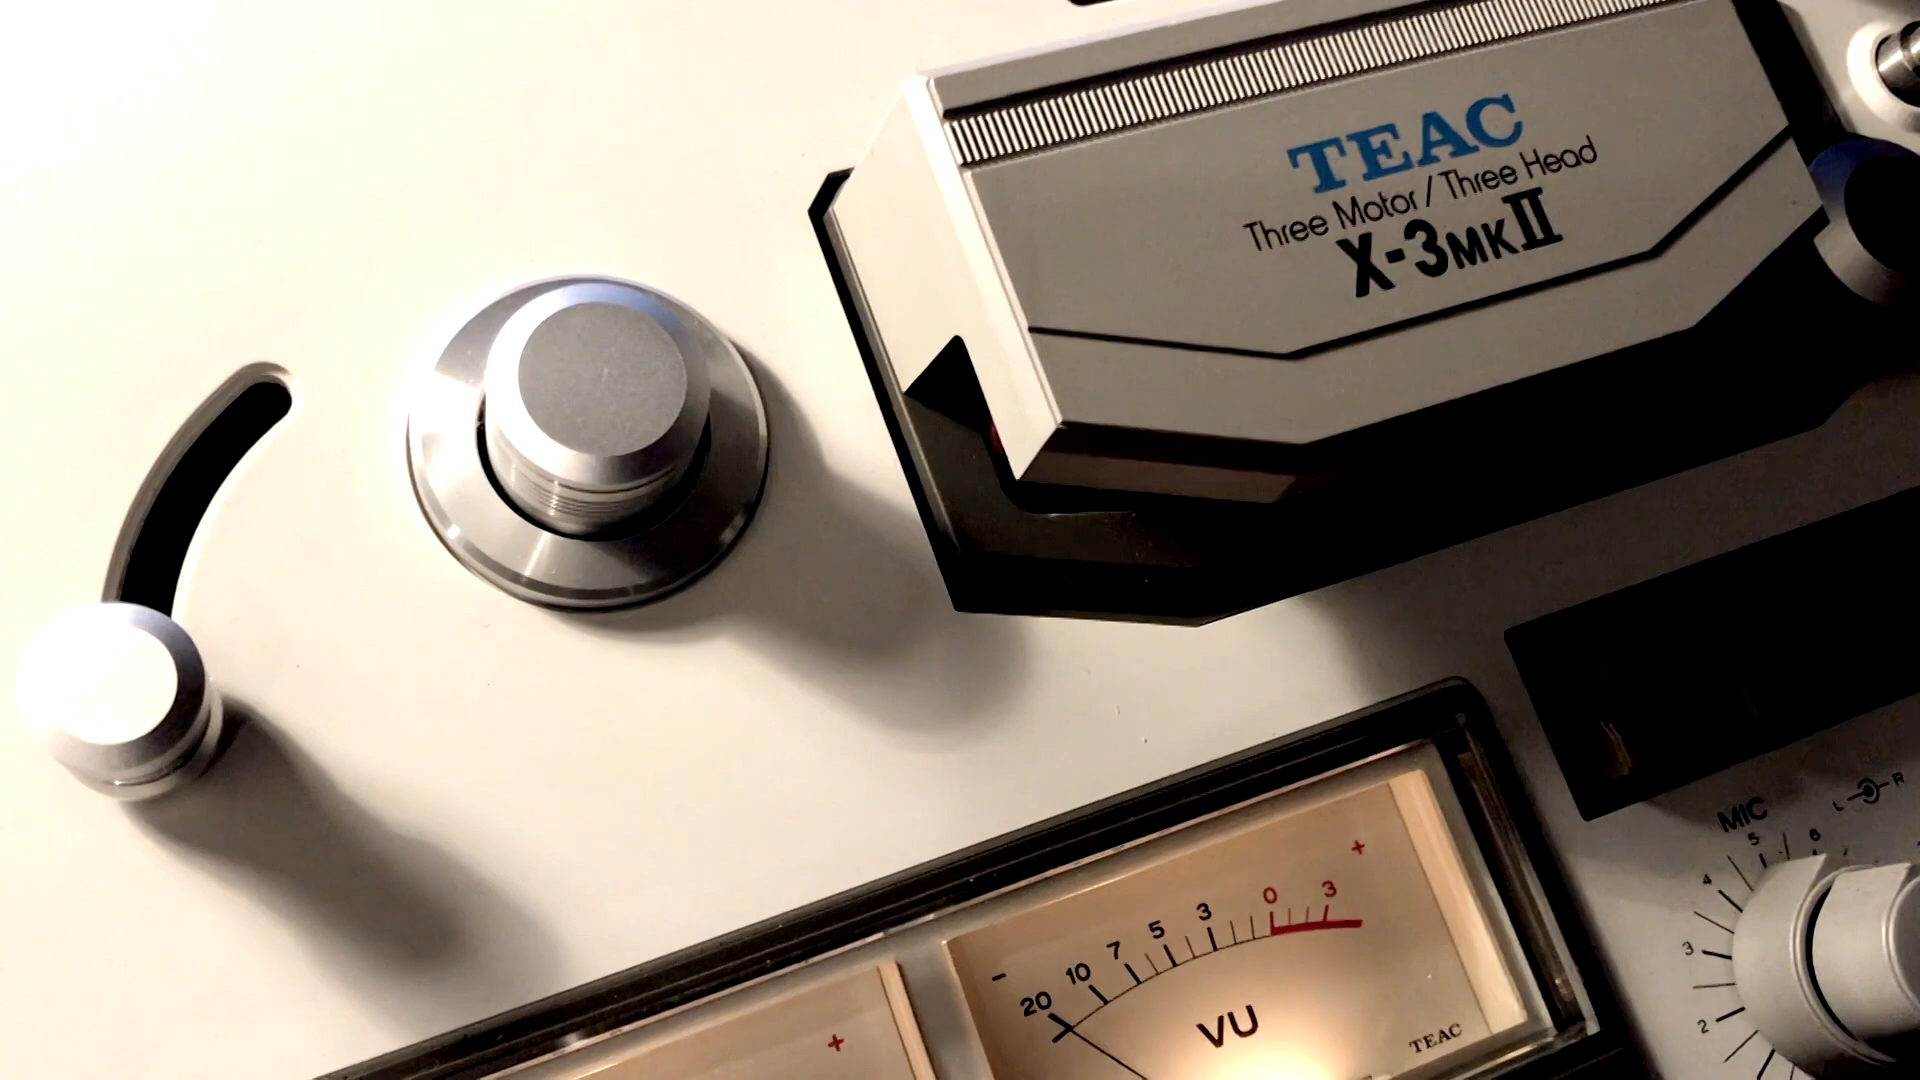 TEAC
Three Motor / Three Head
X-3MKII
MIC
L R
5 6
4
3
2
+
- 20 10 7 5 3 0 3 +
VU
TEAC